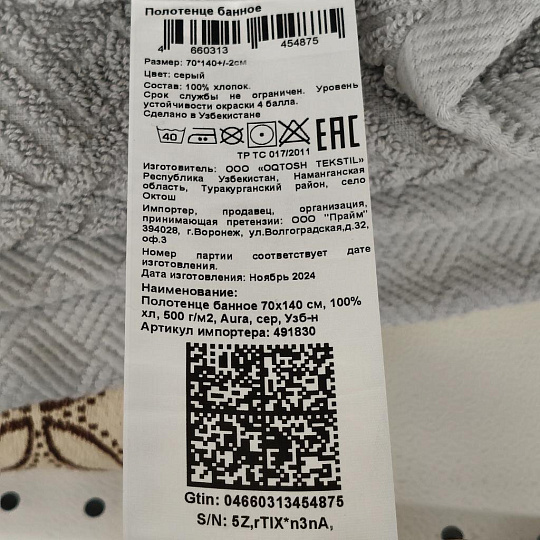 Полотенце банное
4 660313 454875
Размер: 70*140+/-2см
Цвет: серый
Состав: 100% хлопок.
Срок службы не ограничен. Уровень
устойчивости окраски 4 балла.
Сделано в Узбекистане
40
EAC
ТР ТС 017/2011
Изготовитель: ООО «OQTOSH TEKSTIL»
Республика Узбекистан, Наманганская
область, Туракурганский район, село
Октош
Импортер, продавец, организация,
принимающая претензии: ООО "Прайм"
394028, г.Воронеж, ул.Волгоградская,д.32,
оф.3
Номер партии соответствует дате
изготовления.
Дата изготовления: Ноябрь 2024
Наименование:
Полотенце банное 70х140 см, 100%
хл, 500 г/м2, Aura, сер, Узб-н
Артикул импортера: 491830
Gtin: 04660313454875
S/N: 5Z,rTIX*n3nA,